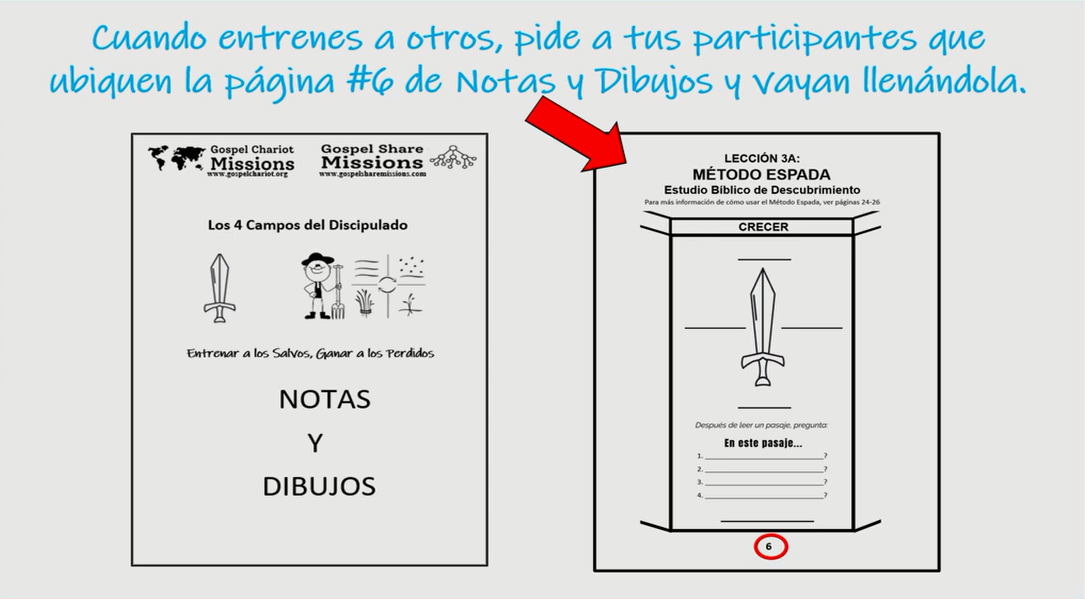 Cuando entrenes a otros, pide a tus participantes que
ubiquen la página #6 de Notas y Dibujos y vayan llenándola.
Gospel Chariot
Missions
www.gospelchariot.org
Gospel Share
Missions
www.gospelsharemissions.com
Los 4 Campos del Discipulado
Entrenar a los Salvos, Ganar a los Perdidos
NOTAS
Y
DIBUJOS
LECCIÓN 3A:
MÉTODO ESPADA
Estudio Bíblico de Descubrimiento
Para más información de cómo usar el Método Espada, ver páginas 24-26
CRECER
Después de leer un pasaje, pregunta:
En este pasaje...
1. ____________________?
2. ____________________?
3. ____________________?
4. ____________________?
6